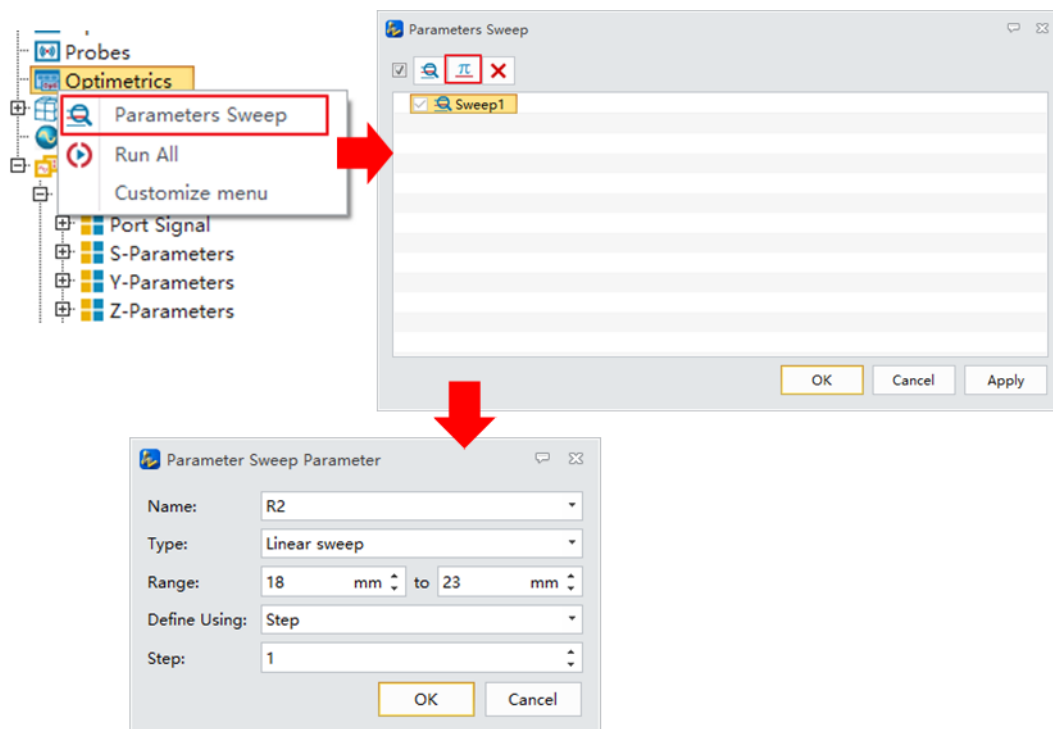 Probes
Optimetrics
Parameters Sweep
Run All
Customize menu
Port Signal
S-Parameters
Y-Parameters
Z-Parameters
Parameters Sweep
π
Sweep1
OK Cancel Apply
Parameter Sweep Parameter
Name: R2
Type: Linear sweep
Range: 18 mm to 23 mm
Define Using: Step
Step: 1
OK Cancel